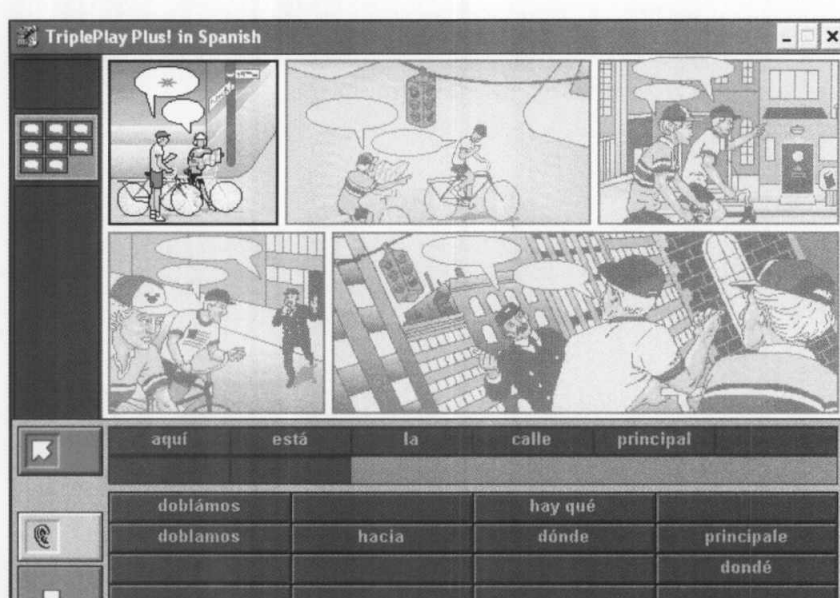 TriplePlay Plus! in Spanish
aquí está la calle principal
doblámos hay qué
doblamos hacia dónde principale
dondé